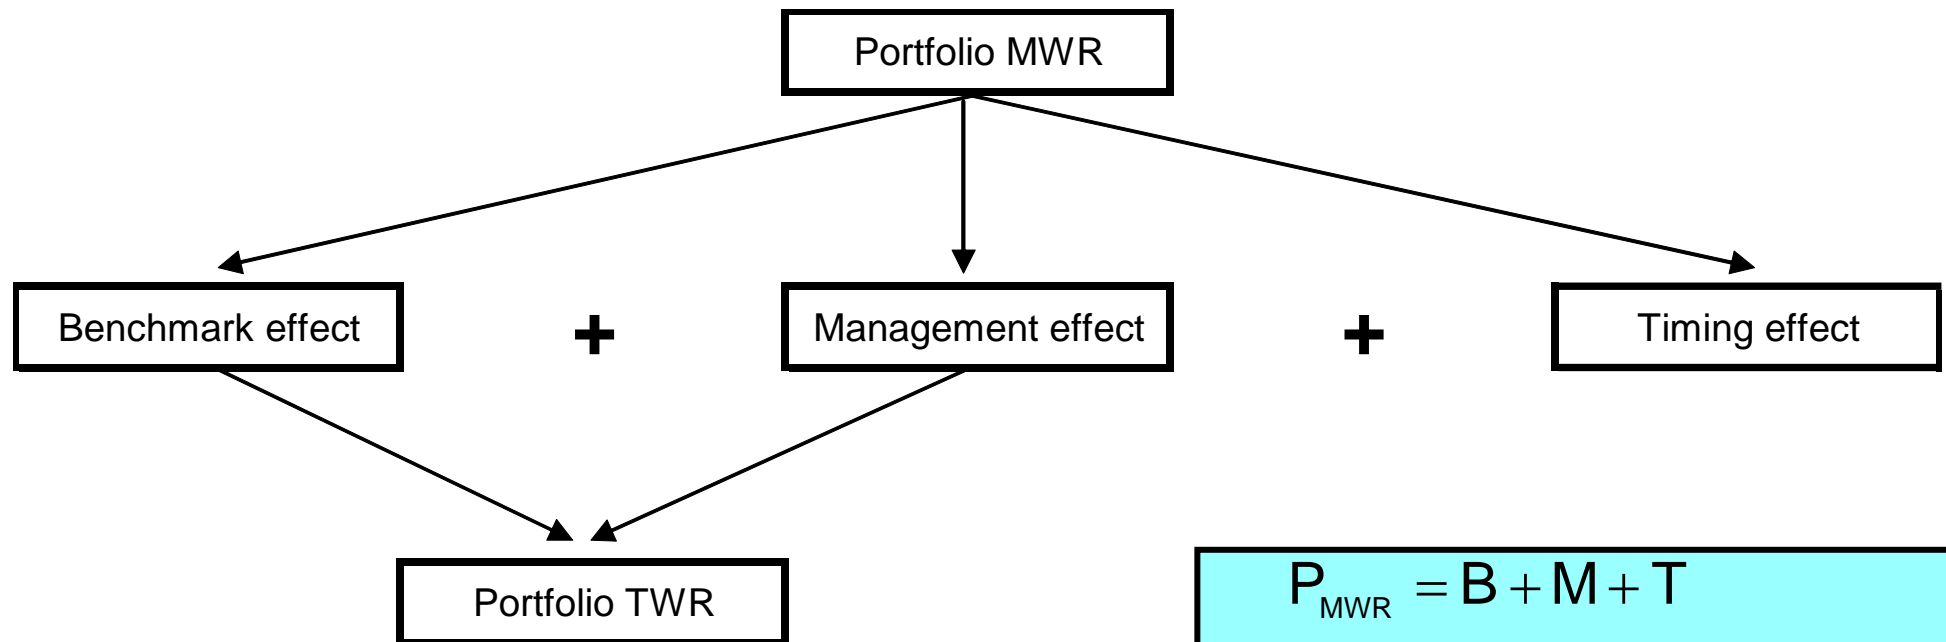 Portfolio MWR
Benchmark effect + Management effect + Timing effect
Portfolio TWR
P_MWR = B + M + T